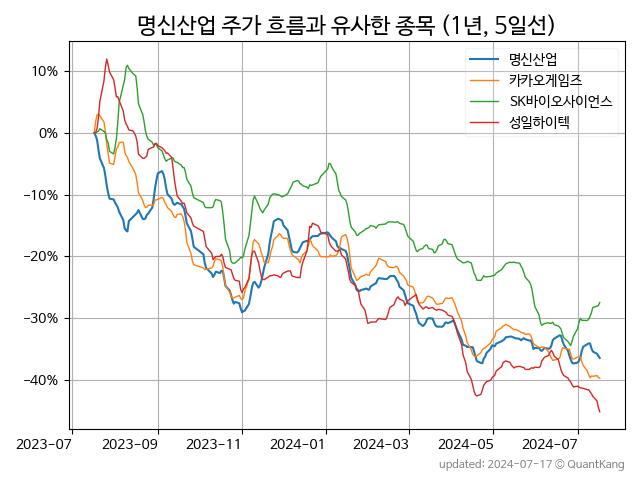 명신산업 주가 흐름과 유사한 종목 (1년, 5일선)
명신산업
카카오게임즈
SK바이오사이언스
성일하이텍
10%
0%
−10%
−20%
−30%
−40%
2023-07 2023-09 2023-11 2024-01 2024-03 2024-05 2024-07
updated: 2024-07-17 © QuantKang